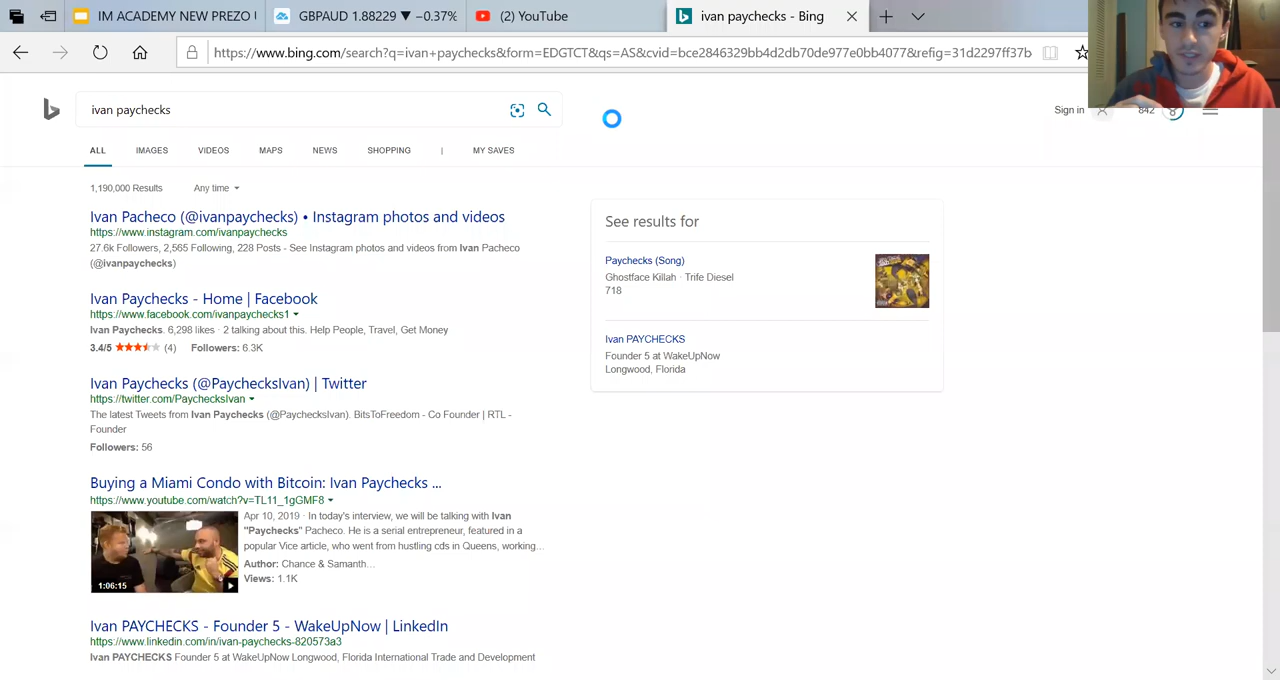 IM ACADEMY NEW PREZO
GBPAUD 1.88229 ▼ −0.37%
(2) YouTube
ivan paychecks - Bing
https://www.bing.com/search?q=ivan+paychecks&form=EDGTCT&qs=AS&cvid=bce2846329bb4d2db70de977e0bb4077&refig=31d2297ff37b
ivan paychecks
Sign in
842
ALL IMAGES VIDEOS MAPS NEWS SHOPPING | MY SAVES
1,190,000 Results Any time
Ivan Pacheco (@ivanpaychecks) • Instagram photos and videos
https://www.instagram.com/ivanpaychecks
27.6k Followers, 2,565 Following, 228 Posts - See Instagram photos and videos from Ivan Pacheco
(@ivanpaychecks)
Ivan Paychecks - Home | Facebook
https://www.facebook.com/ivanpaychecks1
Ivan Paychecks. 6,298 likes · 2 talking about this. Help People, Travel, Get Money
3.4/5 (4) Followers: 6.3K
Ivan Paychecks (@PaychecksIvan) | Twitter
https://twitter.com/PaychecksIvan
The latest Tweets from Ivan Paychecks (@PaychecksIvan). BitsToFreedom - Co Founder | RTL -
Founder
Followers: 56
Buying a Miami Condo with Bitcoin: Ivan Paychecks ...
https://www.youtube.com/watch?v=TL11_1gGMF8
Apr 10, 2019 · In today's interview, we will be talking with Ivan
"Paychecks" Pacheco. He is a serial entrepreneur, featured in a
popular Vice article, who went from hustling cds in Queens, working...
Author: Chance & Samanth...
Views: 1.1K
1:06:15
Ivan PAYCHECKS - Founder 5 - WakeUpNow | LinkedIn
https://www.linkedin.com/in/ivan-paychecks-820573a3
Ivan PAYCHECKS Founder 5 at WakeUpNow Longwood, Florida International Trade and Development
See results for
Paychecks (Song)
Ghostface Killah · Trife Diesel
718
Ivan PAYCHECKS
Founder 5 at WakeUpNow
Longwood, Florida